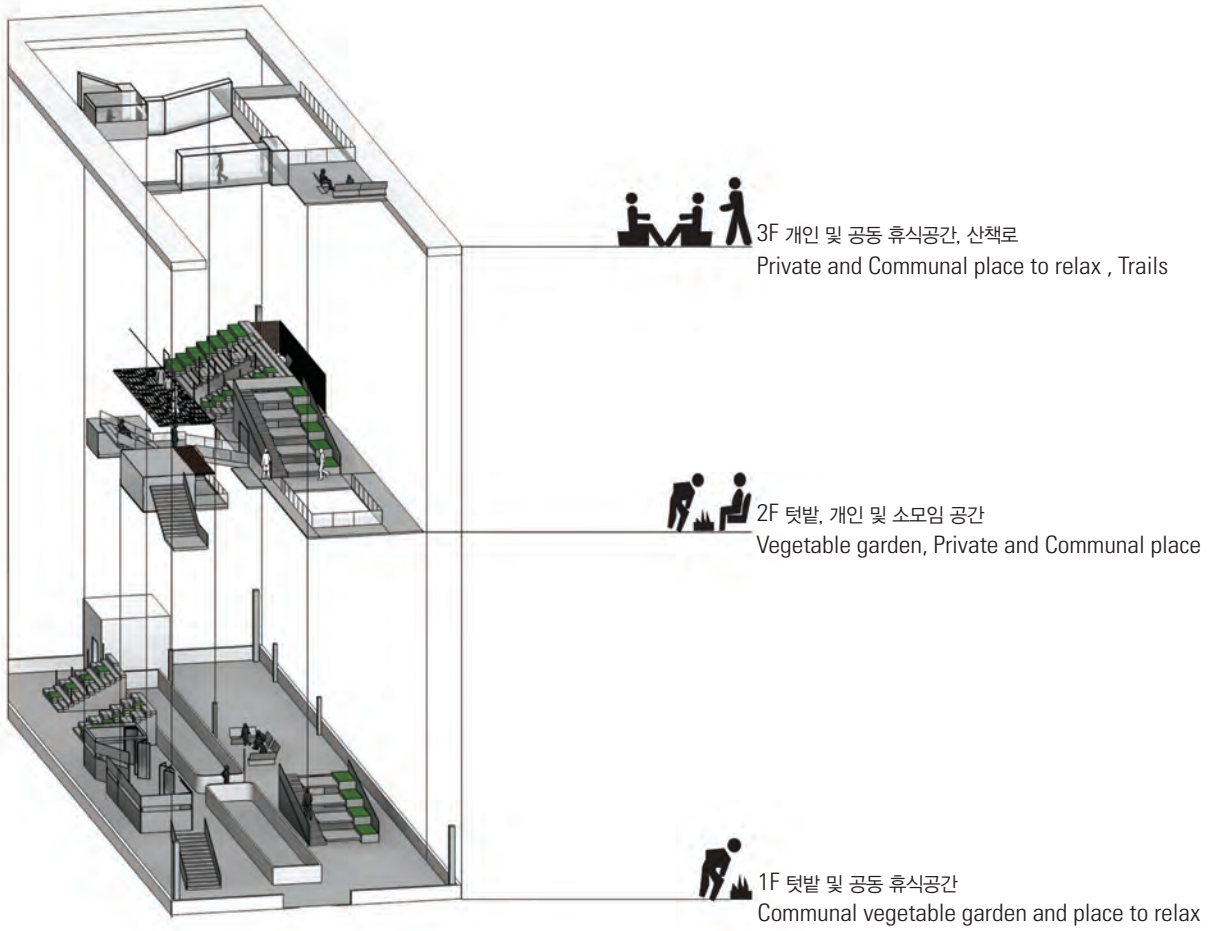 3F 개인 및 공동 휴식공간, 산책로
Private and Communal place to relax , Trails
2F 텃밭, 개인 및 소모임 공간
Vegetable garden, Private and Communal place
1F 텃밭 및 공동 휴식공간
Communal vegetable garden and place to relax